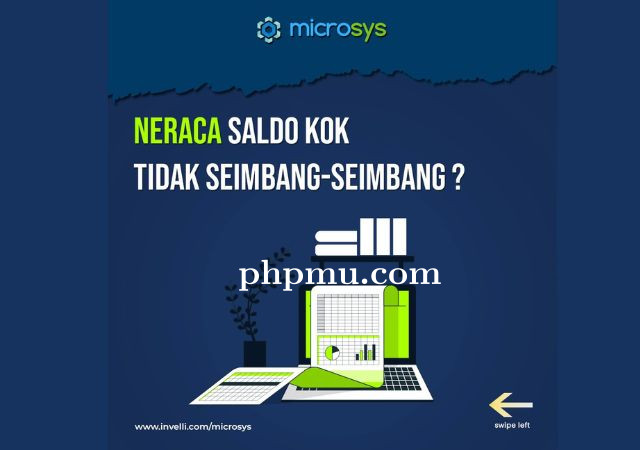 microsys
NERACA SALDO KOK
TIDAK SEIMBANG-SEIMBANG ?
phpmu.com
www.invelli.com/microsys
swipe left